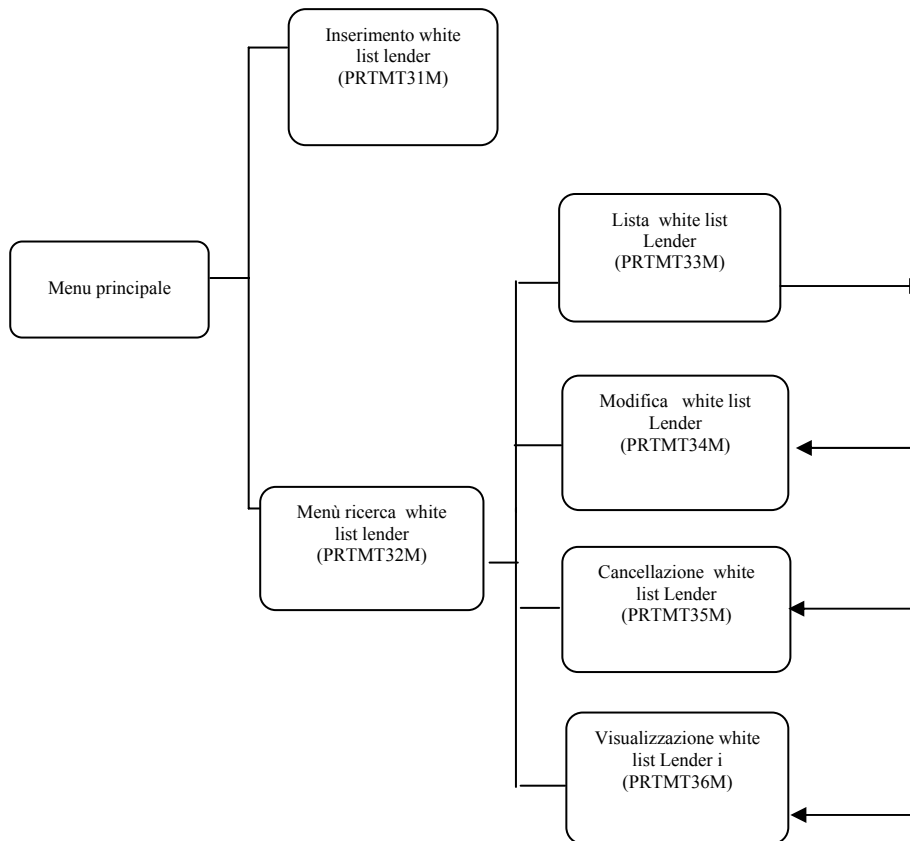 Inserimento white
list lender
(PRTMT31M)
Menu principale
Menù ricerca white
list lender
(PRTMT32M)
Lista white list
Lender
(PRTMT33M)
Modifica white list
Lender
(PRTMT34M)
Cancellazione white
list Lender
(PRTMT35M)
Visualizzazione white
list Lender i
(PRTMT36M)